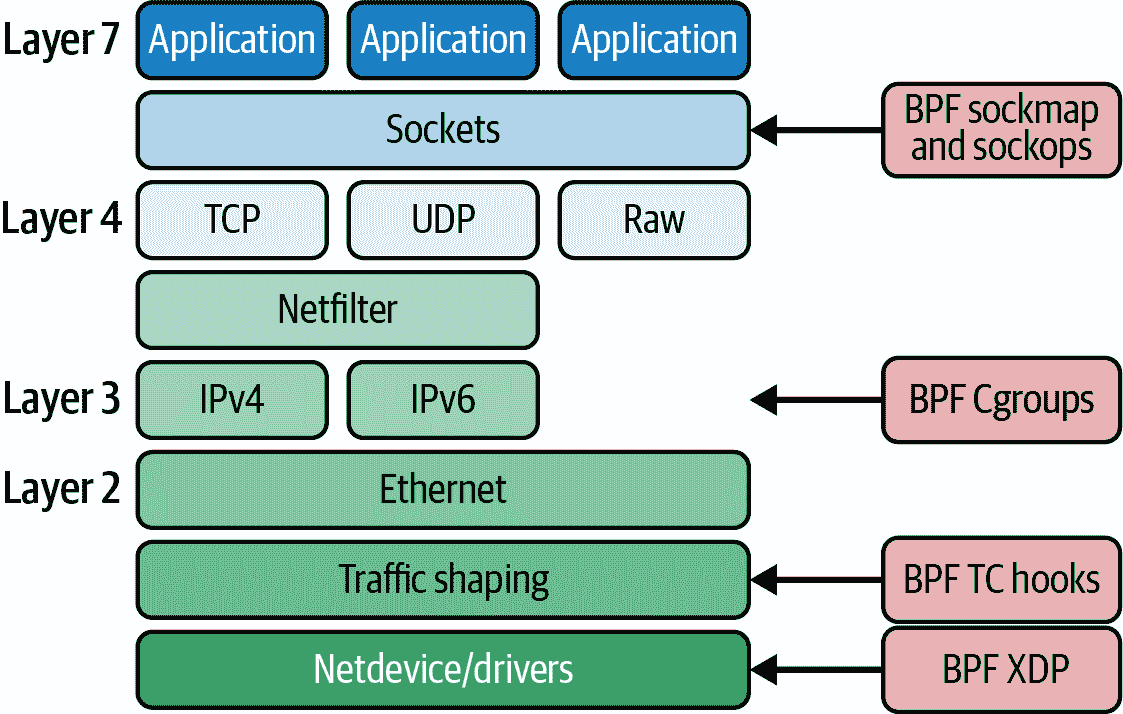 Layer 7
Application
Application
Application
Sockets
BPF sockmap
and sockops
Layer 4
TCP
UDP
Raw
Netfilter
Layer 3
IPv4
IPv6
BPF Cgroups
Layer 2
Ethernet
Traffic shaping
BPF TC hooks
Netdevice/drivers
BPF XDP